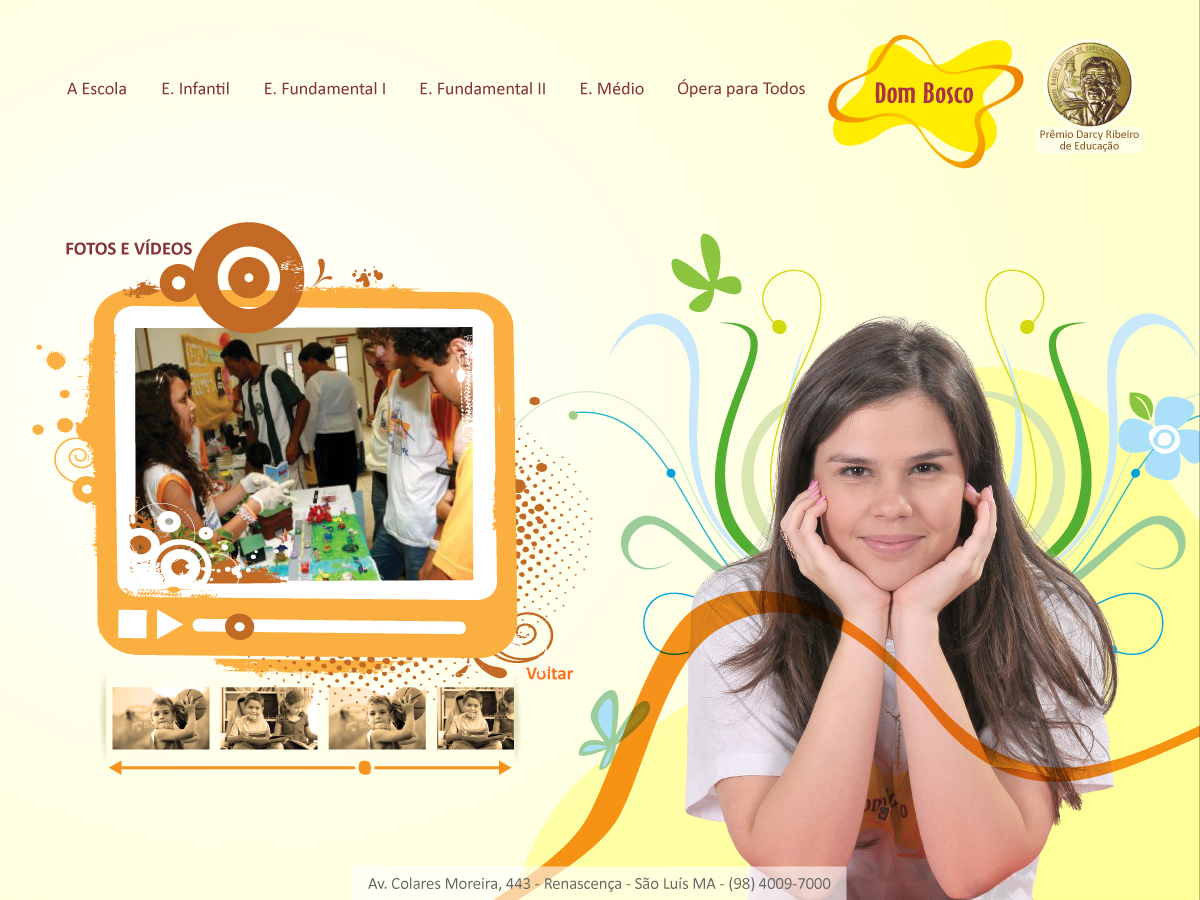 A Escola
E. Infantil
E. Fundamental I
E. Fundamental II
E. Médio
Ópera para Todos
Dom Bosco
Prêmio Darcy Ribeiro
de Educação
FOTOS E VÍDEOS
Voltar
Av. Colares Moreira, 443 - Renascença - São Luís MA - (98) 4009-7000